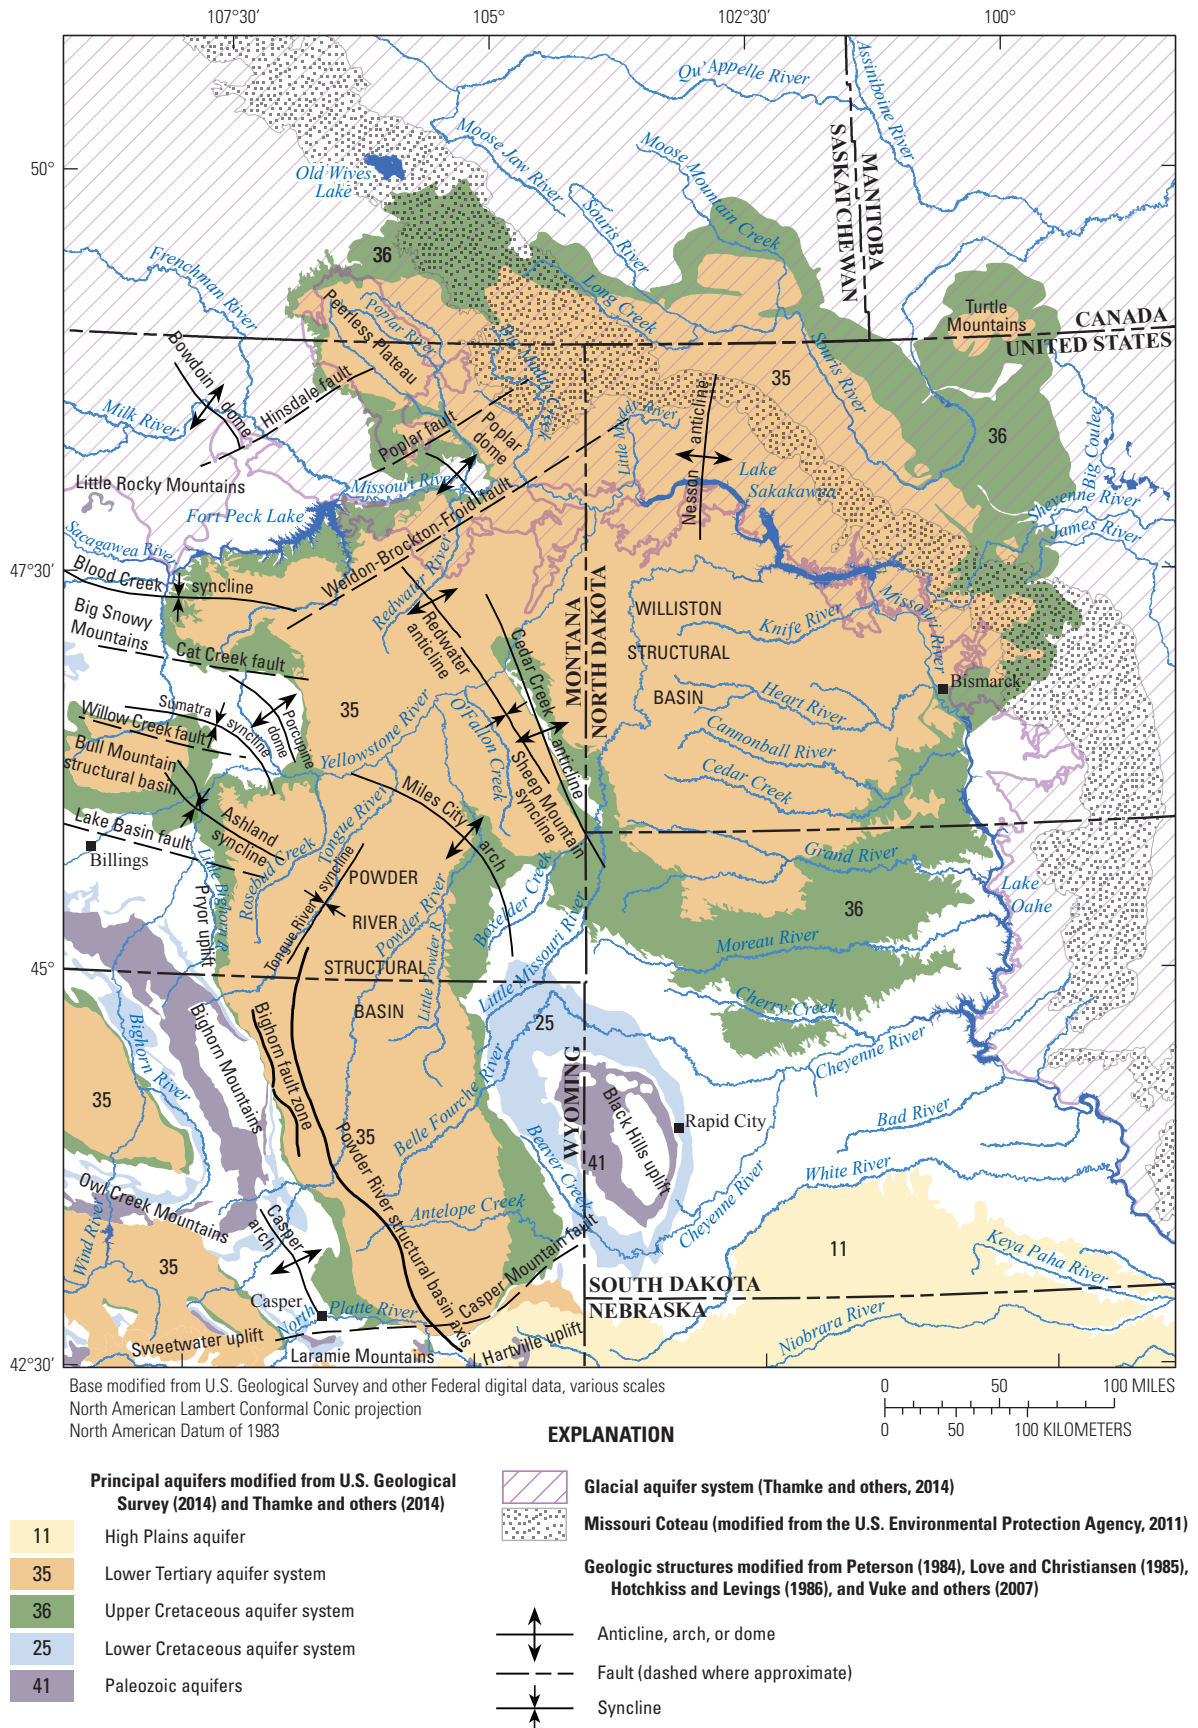 107°30′
105°
102°30′
100°
Qu'Appelle River
Assiniboine River
SASKATCHEWAN
MANITOBA
Moose Jaw River
Moose Mountain Creek
50°
Old Wives
Lake
Souris River
Frenchman River
36
Long Creek
Poplar River
Peerless Plateau
Big Muddy Creek
Turtle
Mountains
CANADA
UNITED STATES
Bowdoin dome
Hinsdale fault
35
Souris River
Milk River
Poplar fault
Poplar
dome
Little Muddy River
Nesson anticline
36
Big Coulee
Little Rocky Mountains
Missouri River
Lake
Sakakawea
Fort Peck Lake
Sheyenne River
James River
Sacagawea River
Weldon-Brockton-Froid fault
47°30′
Blood Creek syncline
Redwater River
MONTANA
NORTH DAKOTA
WILLISTON
STRUCTURAL
BASIN
Knife River
Missouri River
Big Snowy
Mountains
Redwater
anticline
Cedar Creek anticline
Cat Creek fault
Bismarck
Heart River
Sumatra syncline
Porcupine
dome
35
O'Fallon Creek
Willow Creek fault
Yellowstone River
Cannonball River
Bull Mountain
structural basin
Sheep Mountain
syncline
Cedar Creek
Miles City arch
Ashland
syncline
Tongue River
Lake Basin fault
Billings
Rosebud Creek
Grand River
Little Bighorn R.
Pryor uplift
Tongue River syncline
POWDER
RIVER
STRUCTURAL
BASIN
Powder River
Little Powder R.
Boxelder Creek
Little Missouri River
36
Lake
Oahe
Moreau River
45°
Cherry Creek
Bighorn River
Bighorn Mountains
Bighorn fault zone
25
Cheyenne River
WYOMING
35
Black Hills uplift
Rapid City
Bad River
35
Belle Fourche River
Powder River structural basin axis
Beaver Creek
41
White River
Owl Creek Mountains
Wind River
Casper
arch
Antelope Creek
Cheyenne River
11
Keya Paha River
35
Casper Mountain fault
SOUTH DAKOTA
NEBRASKA
Casper
North Platte River
Niobrara River
Sweetwater uplift
Laramie Mountains
Hartville uplift
42°30′
Base modified from U.S. Geological Survey and other Federal digital data, various scales
North American Lambert Conformal Conic projection
North American Datum of 1983
0 50 100 MILES
0 50 100 KILOMETERS
EXPLANATION
Principal aquifers modified from U.S. Geological
Survey (2014) and Thamke and others (2014)
11 High Plains aquifer
35 Lower Tertiary aquifer system
36 Upper Cretaceous aquifer system
25 Lower Cretaceous aquifer system
41 Paleozoic aquifers
Glacial aquifer system (Thamke and others, 2014)
Missouri Coteau (modified from the U.S. Environmental Protection Agency, 2011)
Geologic structures modified from Peterson (1984), Love and Christiansen (1985),
Hotchkiss and Levings (1986), and Vuke and others (2007)
Anticline, arch, or dome
Fault (dashed where approximate)
Syncline